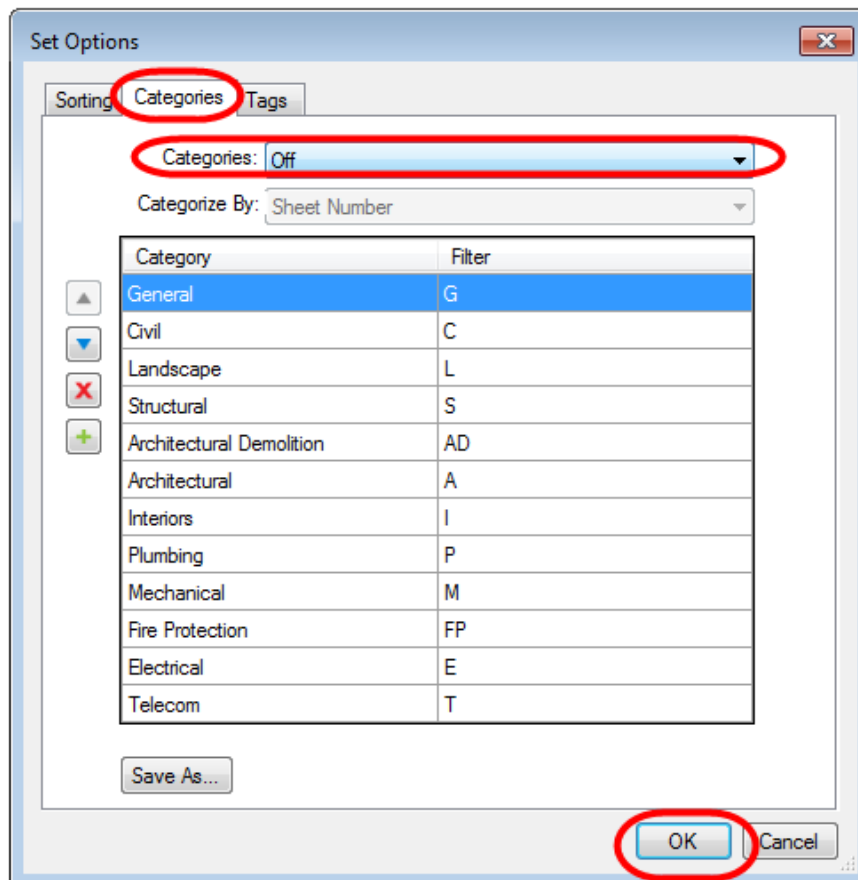 Set Options
Sorting Categories Tags
Categories: Off
Categorize By: Sheet Number
Category Filter
General G
Civil C
Landscape L
Structural S
Architectural Demolition AD
Architectural A
Interiors I
Plumbing P
Mechanical M
Fire Protection FP
Electrical E
Telecom T
Save As...
OK Cancel